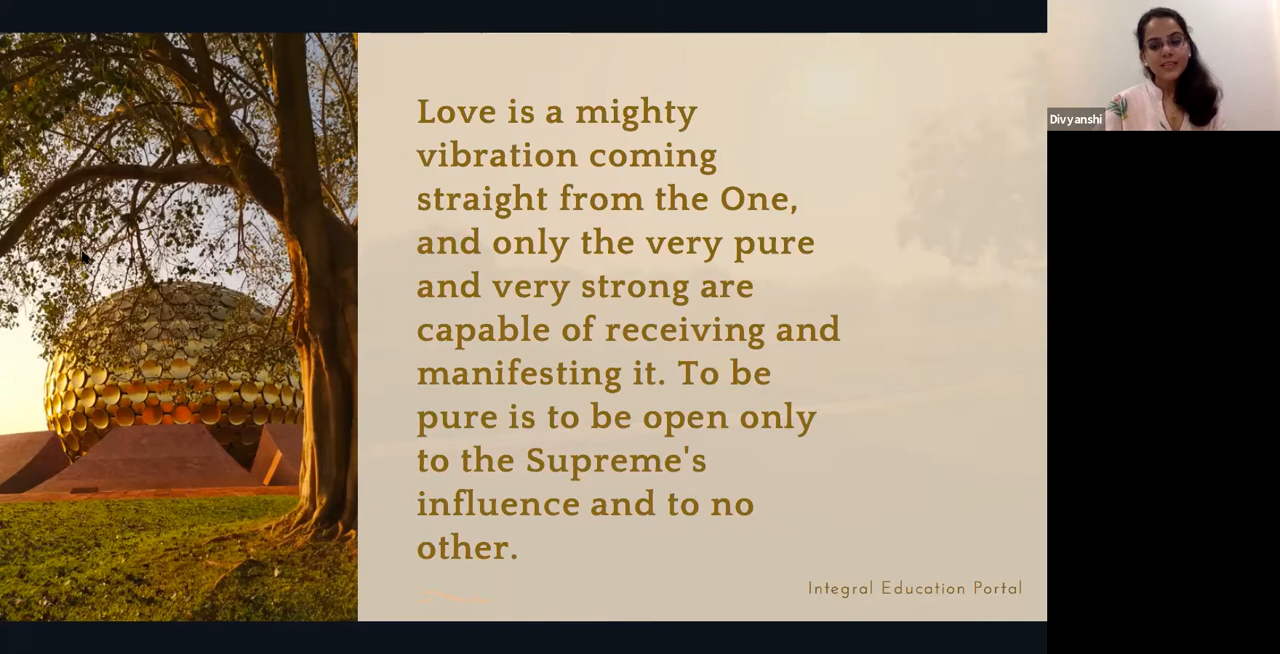 Love is a mighty
vibration coming
straight from the One,
and only the very pure
and very strong are
capable of receiving and
manifesting it. To be
pure is to be open only
to the Supreme's
influence and to no
other.
Integral Education Portal
Divyanshi